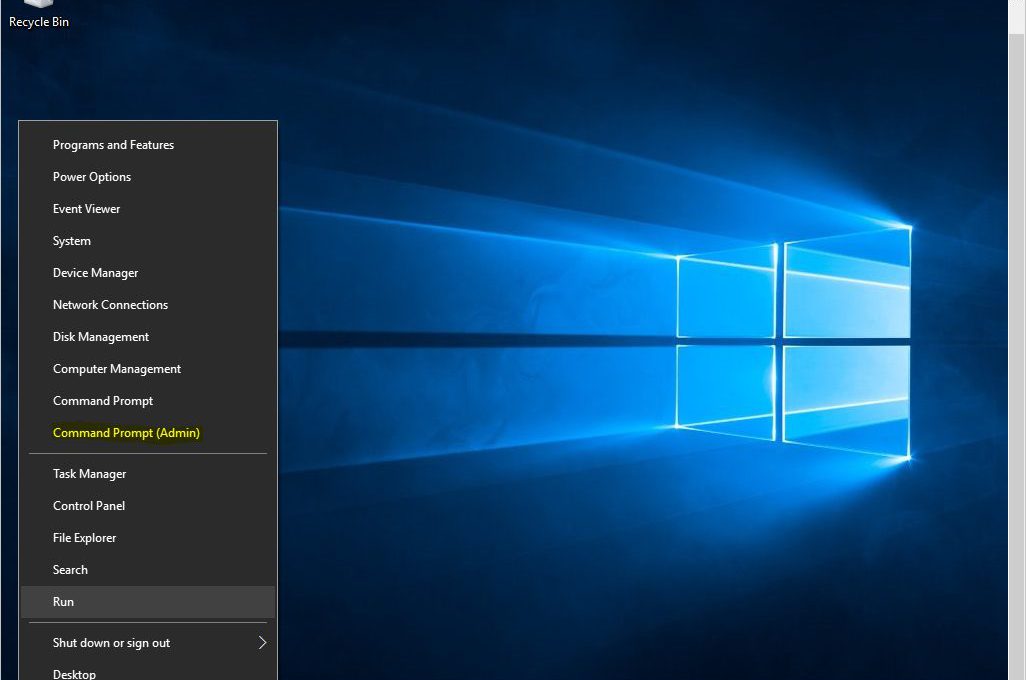 Recycle Bin
Programs and Features
Power Options
Event Viewer
System
Device Manager
Network Connections
Disk Management
Computer Management
Command Prompt
Command Prompt (Admin)
Task Manager
Control Panel
File Explorer
Search
Run
Shut down or sign out
Desktop